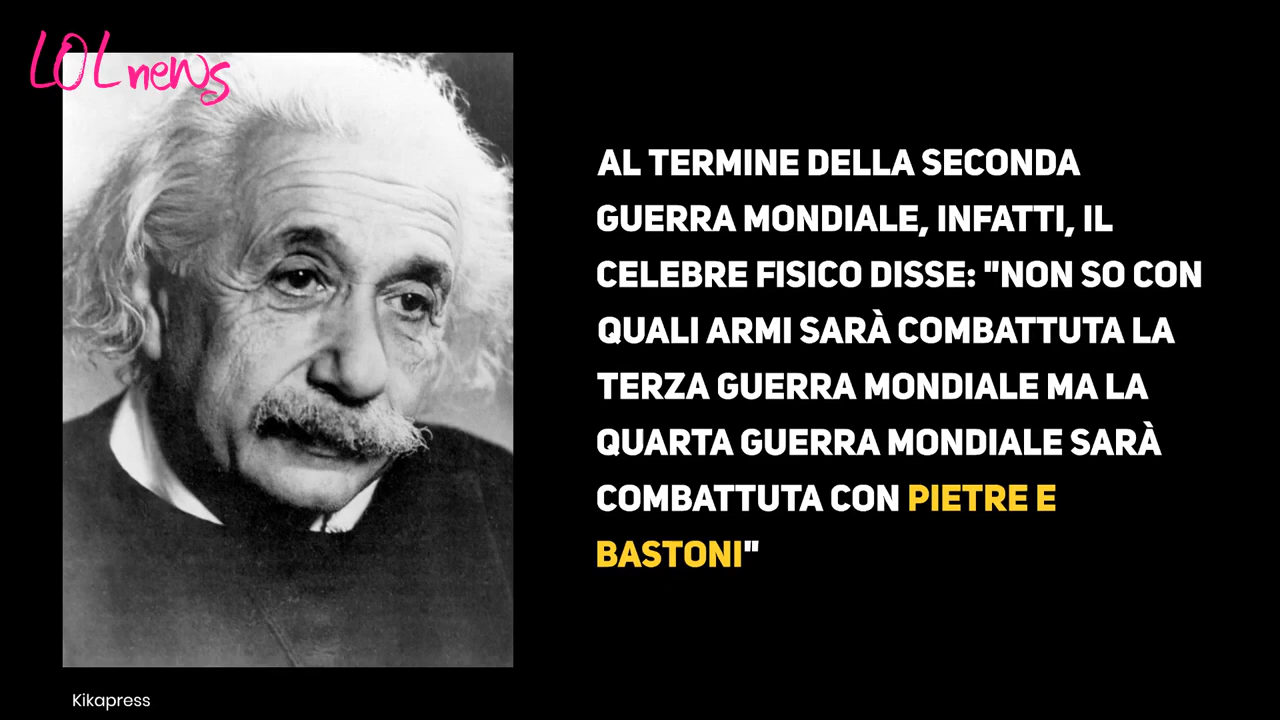 LOL news
AL TERMINE DELLA SECONDA
GUERRA MONDIALE, INFATTI, IL
CELEBRE FISICO DISSE: "NON SO CON
QUALI ARMI SARÀ COMBATTUTA LA
TERZA GUERRA MONDIALE MA LA
QUARTA GUERRA MONDIALE SARÀ
COMBATTUTA CON PIETRE E
BASTONI"
Kikapress